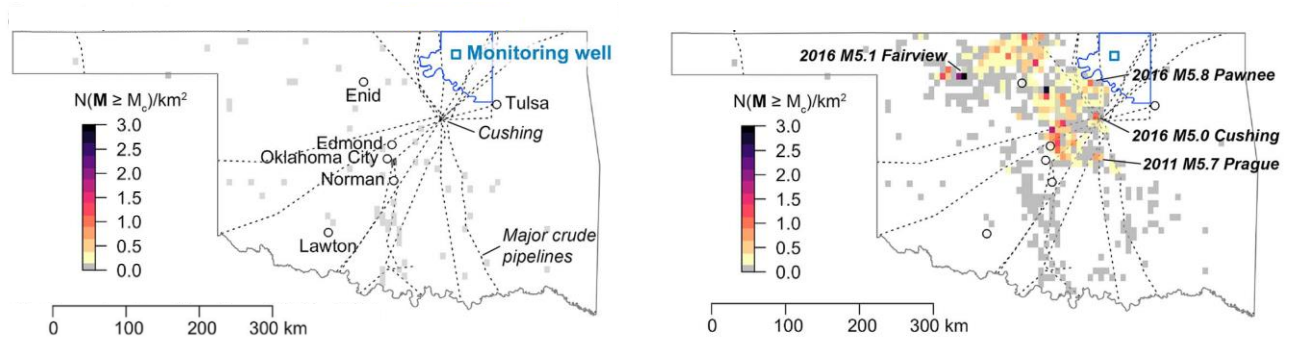 Monitoring well
Enid
Tulsa
N(M ≥ Mc)/km²
Cushing
3.0
2.5
2.0
1.5
1.0
0.5
0.0
Edmond
Oklahoma City
Norman
Lawton
Major crude
pipelines
0 100 200 300 km
2016 M5.1 Fairview
2016 M5.8 Pawnee
N(M ≥ Mc)/km²
3.0
2.5
2.0
1.5
1.0
0.5
0.0
2016 M5.0 Cushing
2011 M5.7 Prague
0 100 200 300 km